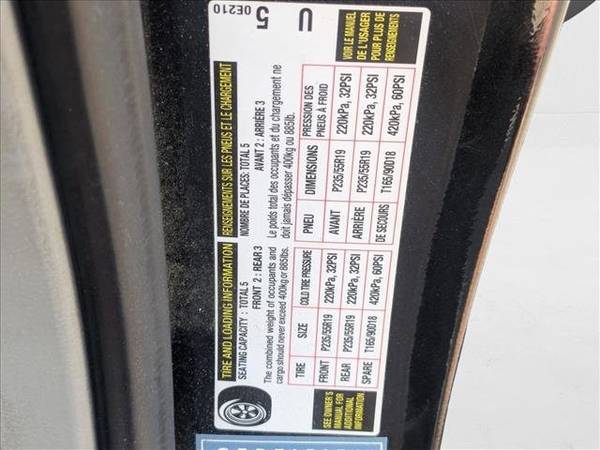 TIRE AND LOADING INFORMATION
SEATING CAPACITY : TOTAL 5
FRONT 2 : REAR 3
The combined weight of occupants and
cargo should never exceed 400kg or 885lbs.
TIRE SIZE COLD TIRE PRESSURE
FRONT P235/55R19 220kPa, 32PSI
REAR P235/55R19 220kPa, 32PSI
SPARE T165/90D18 420kPa, 60PSI
SEE OWNER'S
MANUAL FOR
ADDITIONAL
INFORMATION
RENSEIGNEMENTS SUR LES PNEUS ET LE CHARGEMENT
NOMBRE DE PLACES: TOTAL 5
AVANT 2 : ARRIÈRE 3
Le poids total des occupants et du chargement ne
doit jamais dépasser 400kg ou 885lb.
PNEU DIMENSIONS PRESSION DES
PNEUS À FROID
AVANT P235/55R19 220kPa, 32PSI
ARRIÈRE P235/55R19 220kPa, 32PSI
DE SECOURS T165/90D18 420kPa, 60PSI
VOIR LE MANUEL
DE L'USAGER
POUR PLUS DE
RENSEIGNEMENTS
5 0E210
U